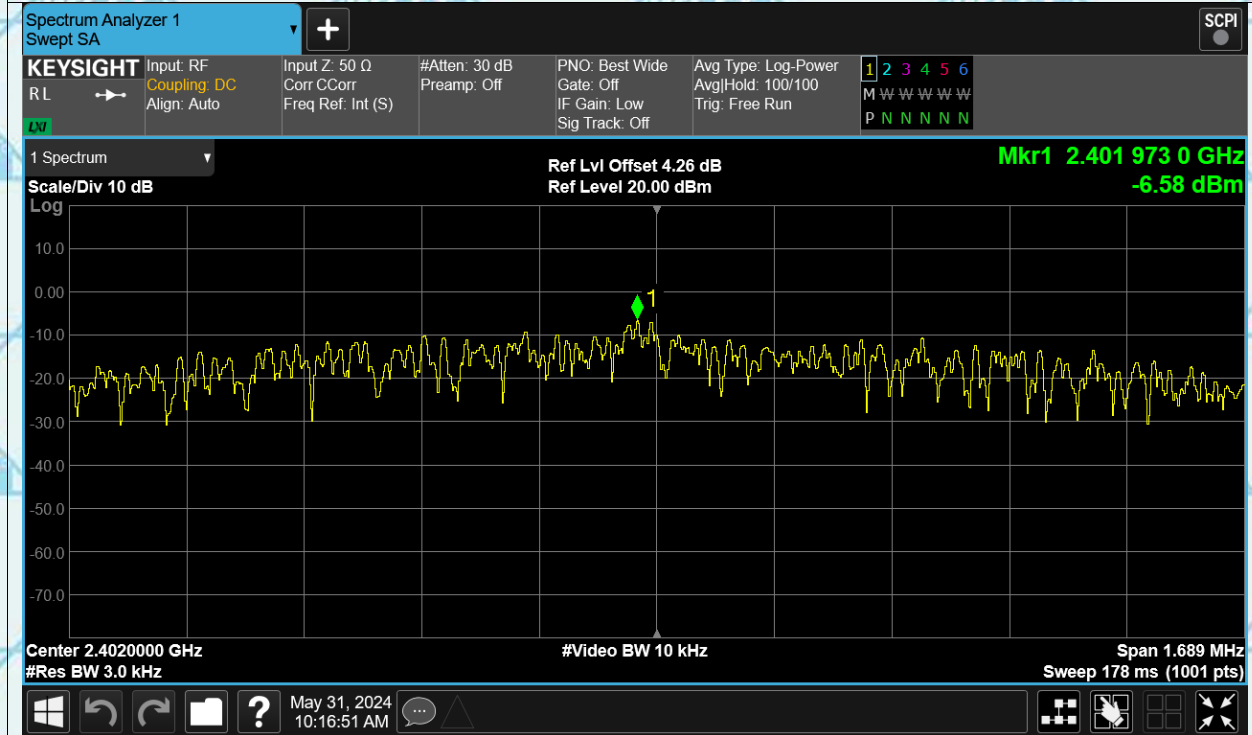 Spectrum Analyzer 1
Swept SA
SCPI
KEYSIGHT
R L
LXI
Input: RF
Coupling: DC
Align: Auto
Input Z: 50 Ω
Corr CCorr
Freq Ref: Int (S)
#Atten: 30 dB
Preamp: Off
PNO: Best Wide
Gate: Off
IF Gain: Low
Sig Track: Off
Avg Type: Log-Power
Avg|Hold: 100/100
Trig: Free Run
1 2 3 4 5 6
M W W W W W
P N N N N N
1 Spectrum
Scale/Div 10 dB
Log
Ref Lvl Offset 4.26 dB
Ref Level 20.00 dBm
Mkr1 2.401 973 0 GHz
-6.58 dBm
1
10.0
0.00
-10.0
-20.0
-30.0
-40.0
-50.0
-60.0
-70.0
Center 2.4020000 GHz
#Res BW 3.0 kHz
#Video BW 10 kHz
Span 1.689 MHz
Sweep 178 ms (1001 pts)
?
May 31, 2024
10:16:51 AM